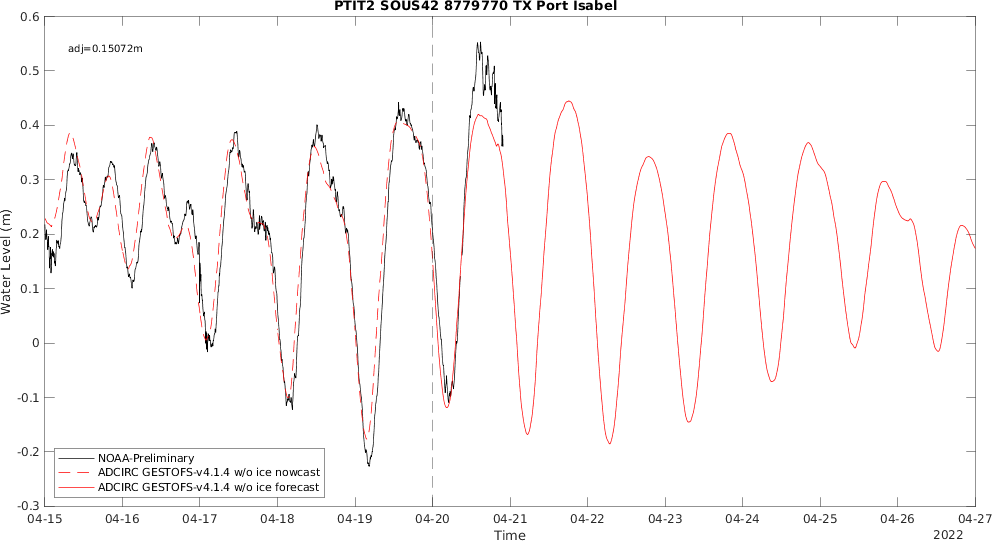 PTIT2 SOUS42 8779770 TX Port Isabel
adj=0.15072m
0.6
0.5
0.4
0.3
0.2
0.1
0
-0.1
-0.2
-0.3
Water Level (m)
NOAA-Preliminary
ADCIRC GESTOFS-v4.1.4 w/o ice nowcast
ADCIRC GESTOFS-v4.1.4 w/o ice forecast
04-15 04-16 04-17 04-18 04-19 04-20 04-21 04-22 04-23 04-24 04-25 04-26 04-27
Time
2022